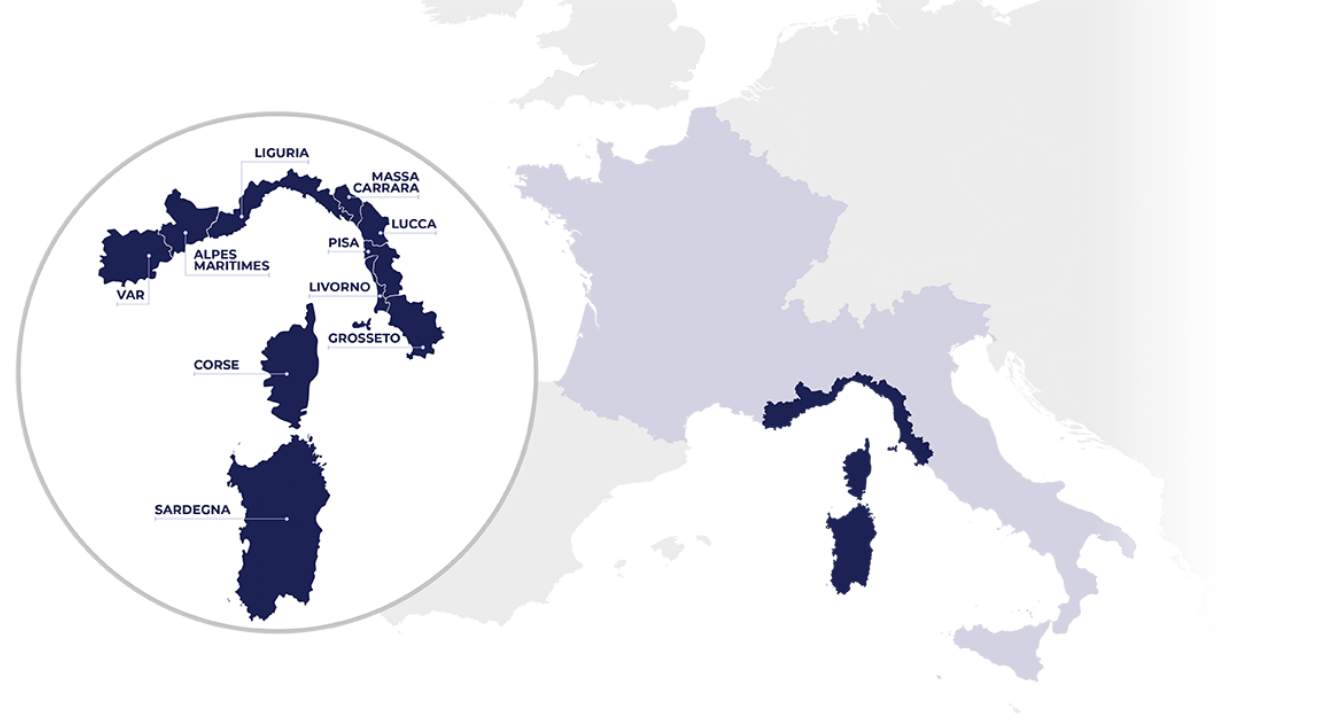 LIGURIA
MASSA
CARRARA
LUCCA
PISA
ALPES
MARITIMES
LIVORNO
VAR
GROSSETO
CORSE
SARDEGNA